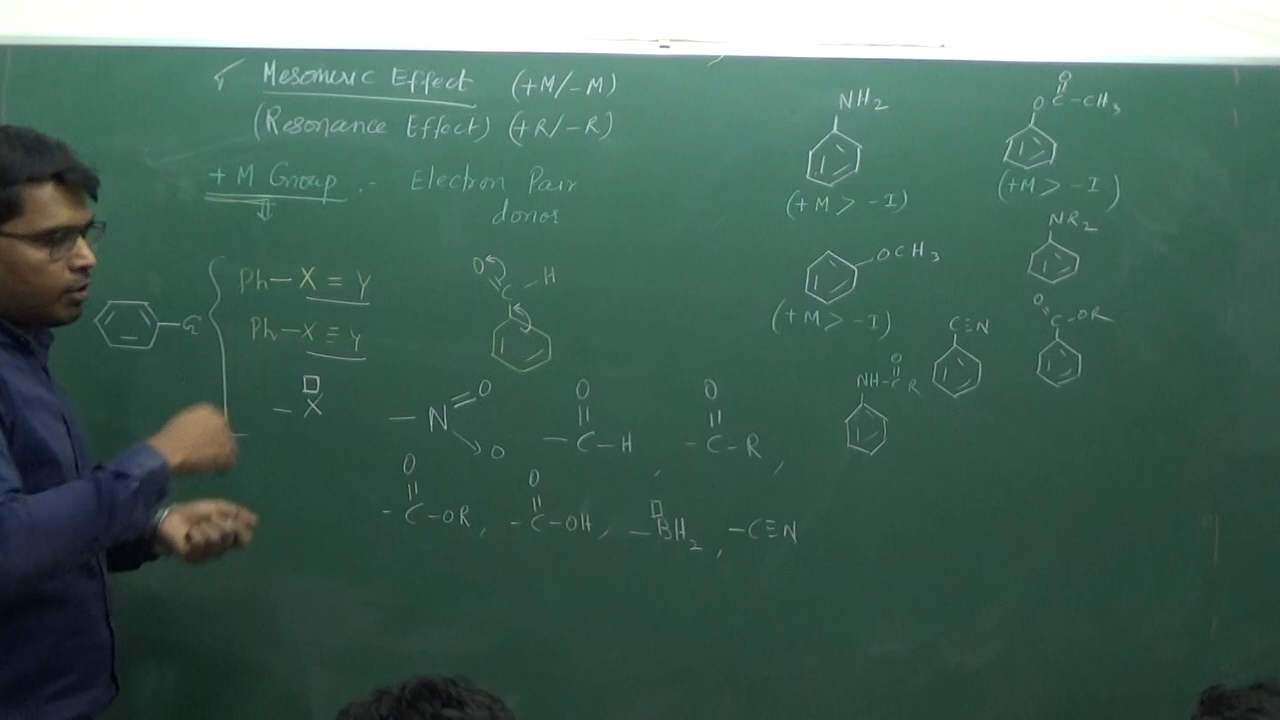 Mesomeric Effect (+M/-M)
(Resonance Effect) (+R/-R)
+M Group :- Electron Pair
donor
Ph-X=Y
Ph-X≡Y
-X
G
O
C-H
-N=O
O
O
-C-H
,
O
-C-R
,
O
-C-OR,
O
-C-OH,
-BH2,
-C≡N
NH2
(+M > -I)
O
O-C-CH3
(+M > -I)
OCH3
(+M > -I)
NR2
O
NH-C-R
C≡N
O
C-OR